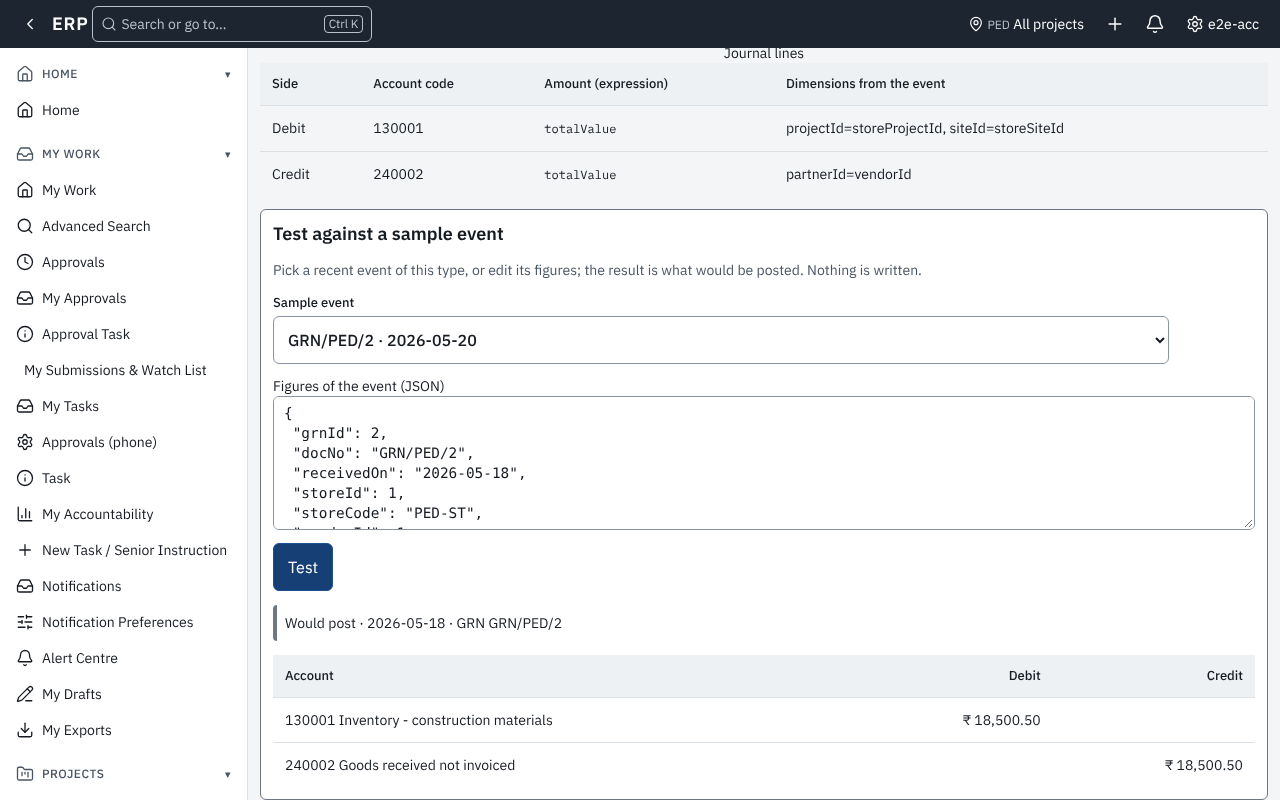 ERP
Search or go to...
Ctrl K
PED All projects
e2e-acc
HOME
Home
MY WORK
My Work
Advanced Search
Approvals
My Approvals
Approval Task
My Submissions & Watch List
My Tasks
Approvals (phone)
Task
My Accountability
New Task / Senior Instruction
Notifications
Notification Preferences
Alert Centre
My Drafts
My Exports
PROJECTS
Journal lines
Side Account code Amount (expression) Dimensions from the event
Debit 130001 totalValue projectId=storeProjectId, siteId=storeSiteId
Credit 240002 totalValue partnerId=vendorId
Test against a sample event
Pick a recent event of this type, or edit its figures; the result is what would be posted. Nothing is written.
Sample event
GRN/PED/2 · 2026-05-20
Figures of the event (JSON)
{
"grnId": 2,
"docNo": "GRN/PED/2",
"receivedOn": "2026-05-18",
"storeId": 1,
"storeCode": "PED-ST",
Test
Would post · 2026-05-18 · GRN GRN/PED/2
Account Debit Credit
130001 Inventory - construction materials ₹ 18,500.50
240002 Goods received not invoiced ₹ 18,500.50